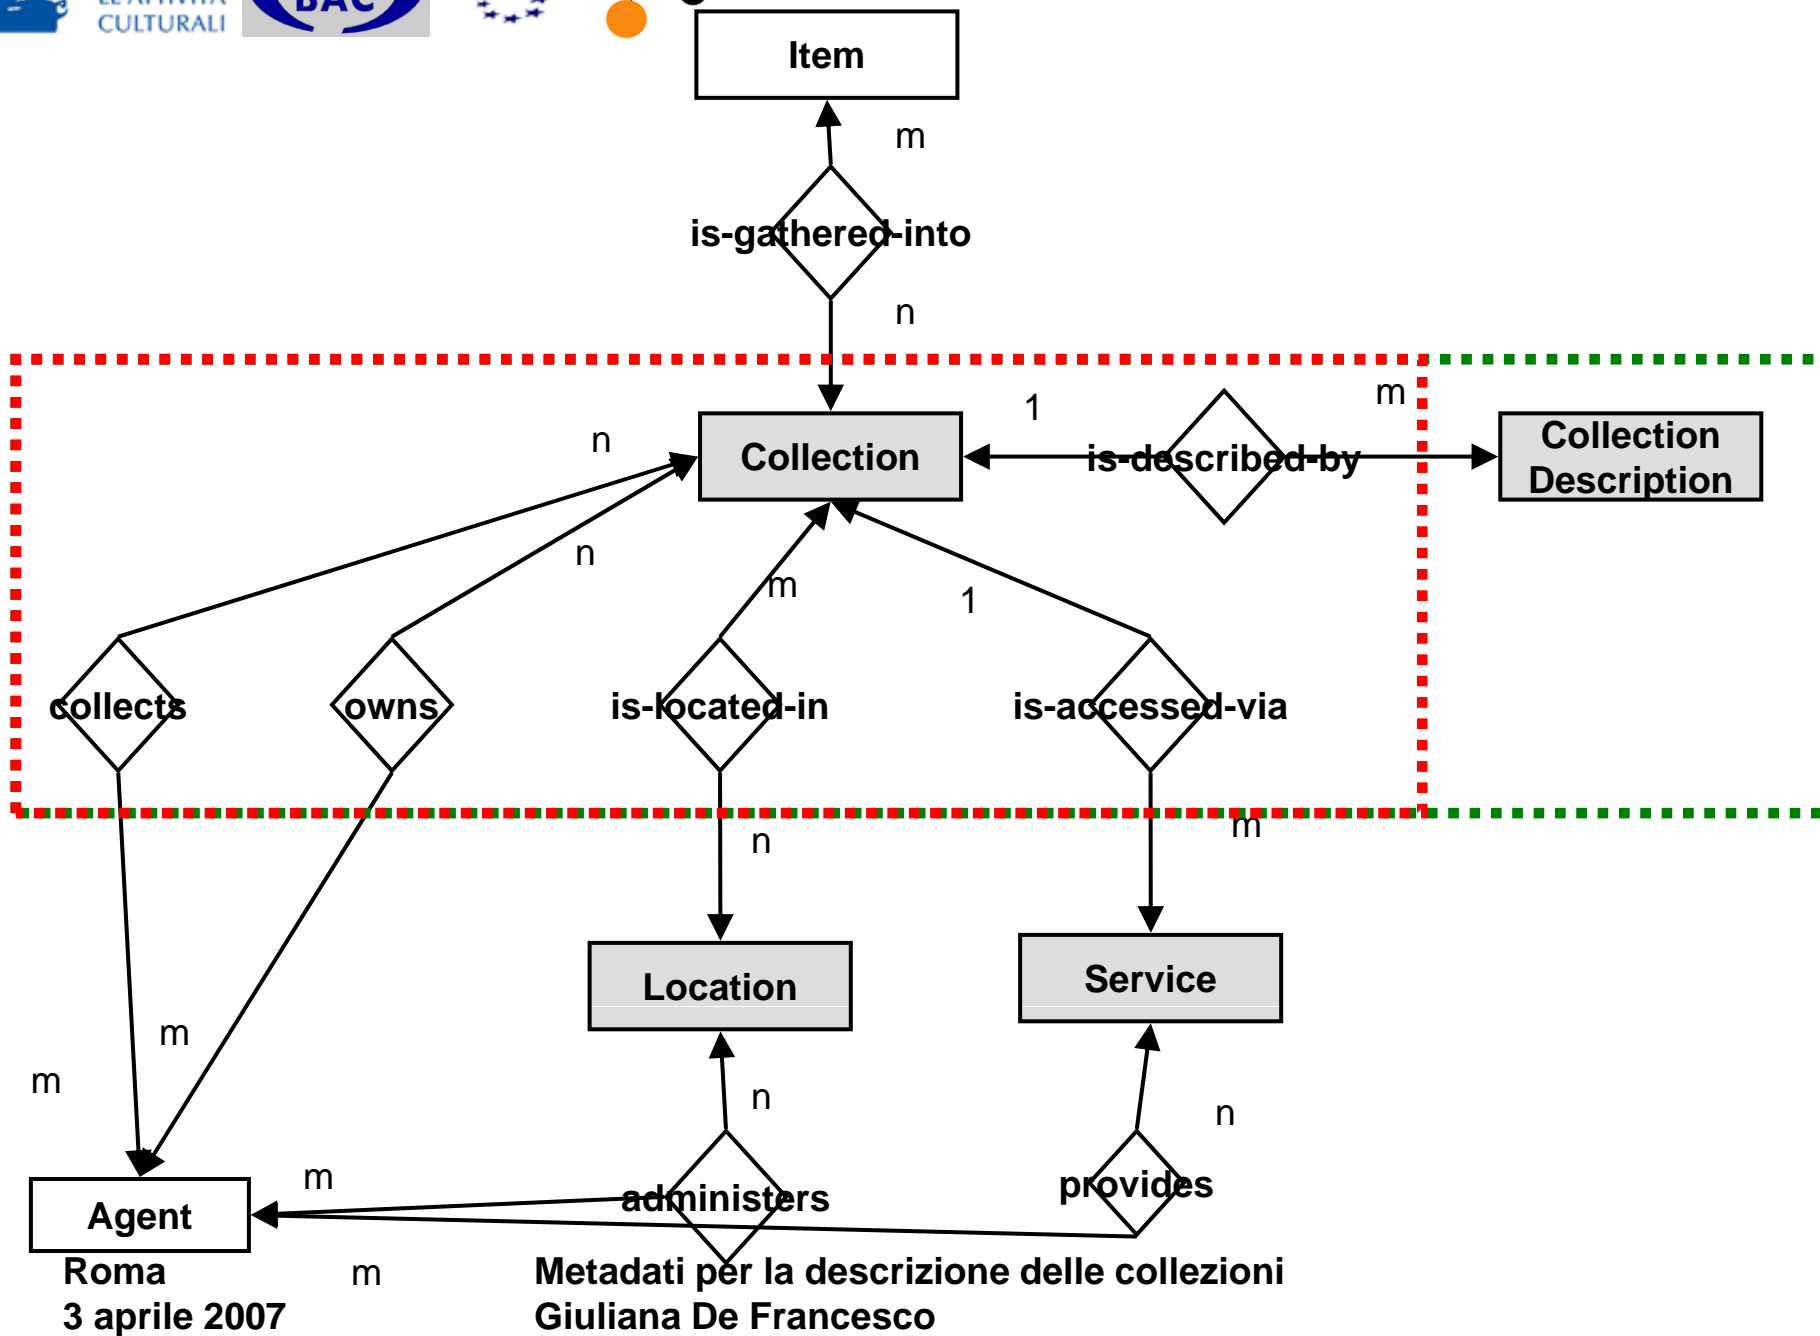 CULTURALI
BAC
Item
m
is-gathered-into
n
1
m
n
Collection
is-described-by
Collection
Description
n
m
1
collects
owns
is-located-in
is-accessed-via
n
m
Location
Service
m
m
n
n
m
administers
provides
Agent
m
Roma
3 aprile 2007
Metadati per la descrizione delle collezioni
Giuliana De Francesco